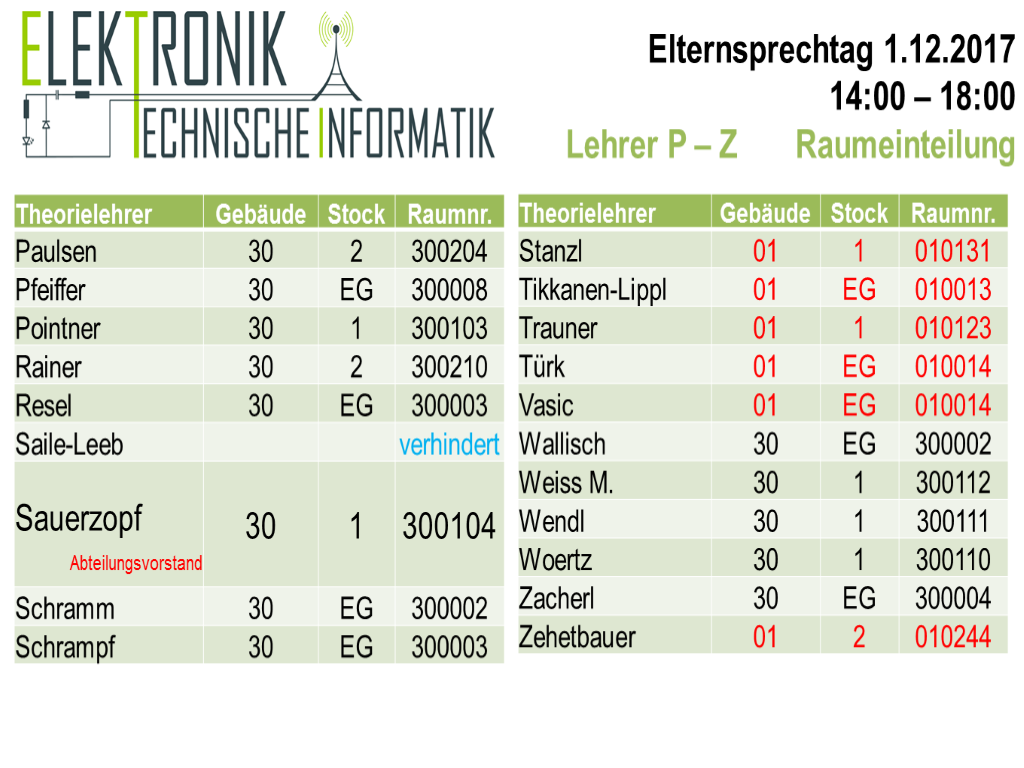 ELEKTRONIK
TECHNISCHE INFORMATIK
Elternsprechtag 1.12.2017
14:00 – 18:00
Lehrer P – Z Raumeinteilung
Theorielehrer Gebäude Stock Raumnr.
Paulsen 30 2 300204
Pfeiffer 30 EG 300008
Pointner 30 1 300103
Rainer 30 2 300210
Resel 30 EG 300003
Saile-Leeb verhindert
Sauerzopf 30 1 300104
Abteilungsvorstand
Schramm 30 EG 300002
Schrampf 30 EG 300003
Theorielehrer Gebäude Stock Raumnr.
Stanzl 01 1 010131
Tikkanen-Lippl 01 EG 010013
Trauner 01 1 010123
Türk 01 EG 010014
Vasic 01 EG 010014
Wallisch 30 EG 300002
Weiss M. 30 1 300112
Wendl 30 1 300111
Woertz 30 1 300110
Zacherl 30 EG 300004
Zehetbauer 01 2 010244